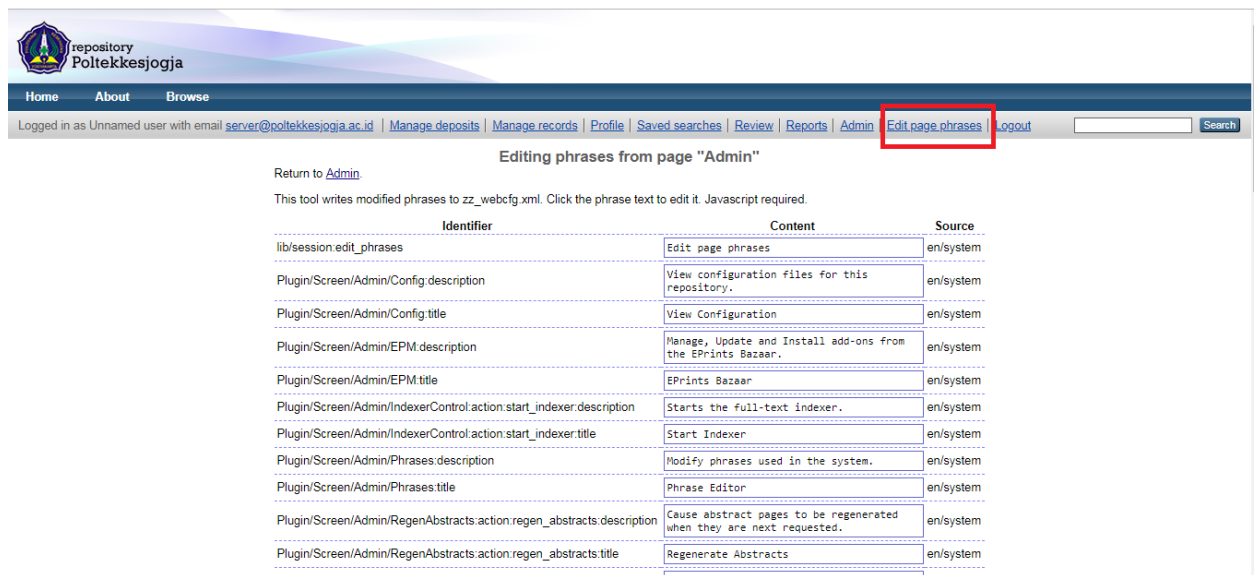 repository
Poltekkesjogja
Home About Browse
Logged in as Unnamed user with email server@poltekkesjogja.ac.id | Manage deposits | Manage records | Profile | Saved searches | Review | Reports | Admin | Edit page phrases | Logout Search
Editing phrases from page "Admin"
Return to Admin.
This tool writes modified phrases to zz_webcfg.xml. Click the phrase text to edit it. Javascript required.
Identifier Content Source
lib/session:edit_phrases Edit page phrases en/system
Plugin/Screen/Admin/Config:description View configuration files for this
repository. en/system
Plugin/Screen/Admin/Config:title View Configuration en/system
Plugin/Screen/Admin/EPM:description Manage, Update and Install add-ons from
the EPrints Bazaar. en/system
Plugin/Screen/Admin/EPM:title EPrints Bazaar en/system
Plugin/Screen/Admin/IndexerControl:action:start_indexer:description Starts the full-text indexer. en/system
Plugin/Screen/Admin/IndexerControl:action:start_indexer:title Start Indexer en/system
Plugin/Screen/Admin/Phrases:description Modify phrases used in the system. en/system
Plugin/Screen/Admin/Phrases:title Phrase Editor en/system
Plugin/Screen/Admin/RegenAbstracts:action:regen_abstracts:description Cause abstract pages to be regenerated
when they are next requested. en/system
Plugin/Screen/Admin/RegenAbstracts:action:regen_abstracts:title Regenerate Abstracts en/system